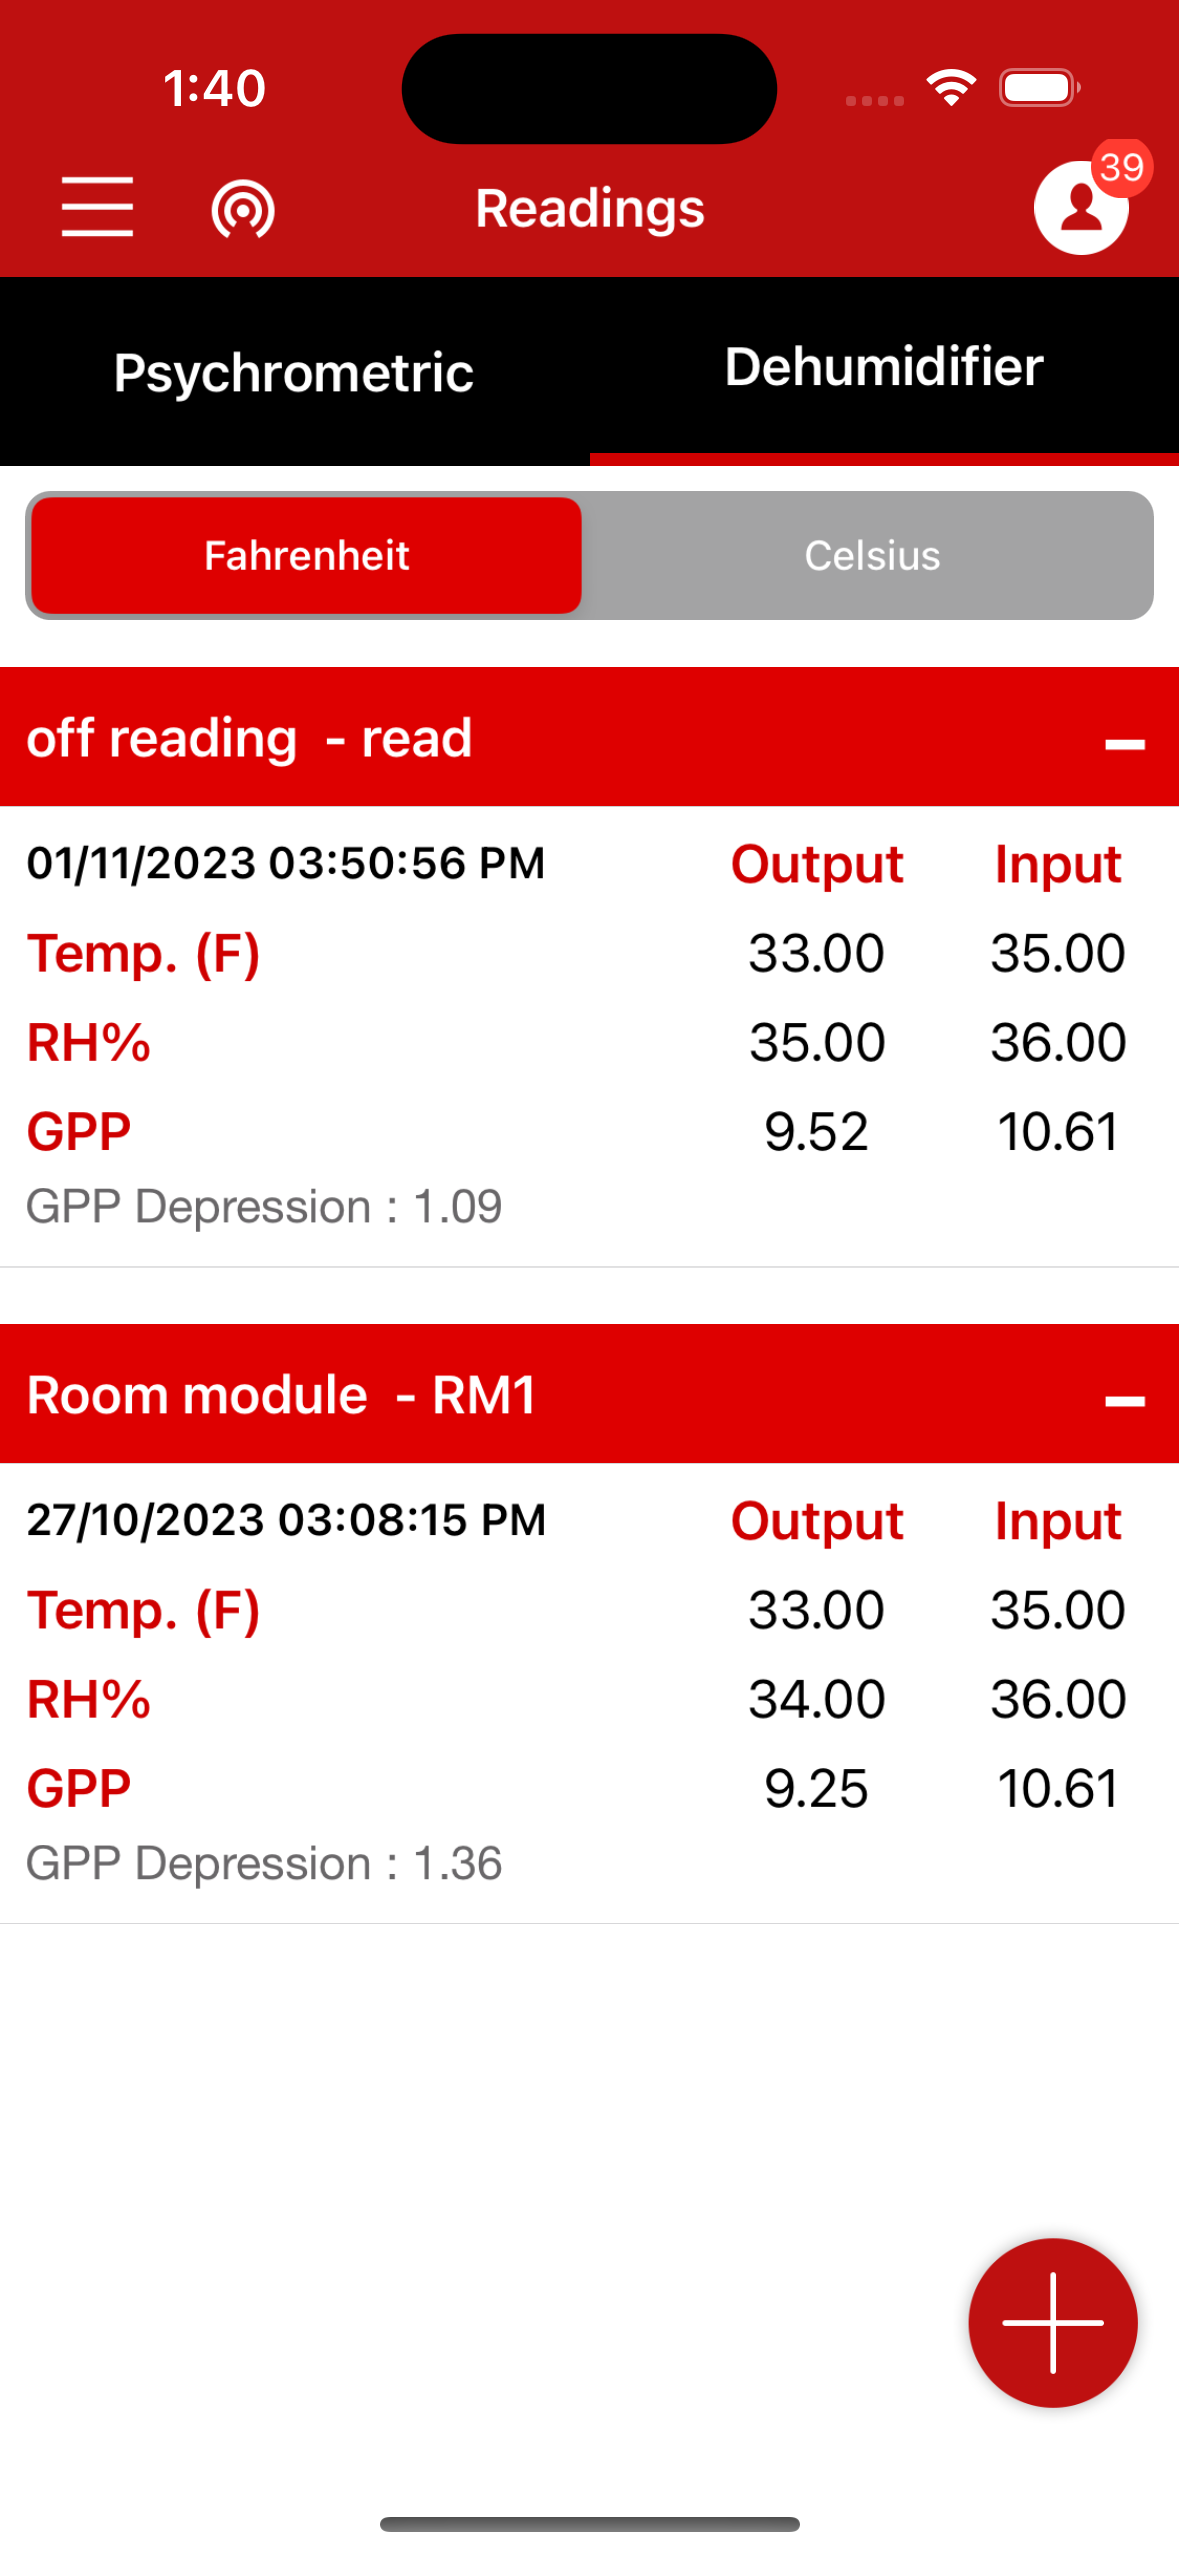 1:40
Readings
39
Psychrometric Dehumidifier
Fahrenheit Celsius
off reading - read
01/11/2023 03:50:56 PM Output Input
Temp. (F) 33.00 35.00
RH% 35.00 36.00
GPP 9.52 10.61
GPP Depression : 1.09
Room module - RM1
27/10/2023 03:08:15 PM Output Input
Temp. (F) 33.00 35.00
RH% 34.00 36.00
GPP 9.25 10.61
GPP Depression : 1.36